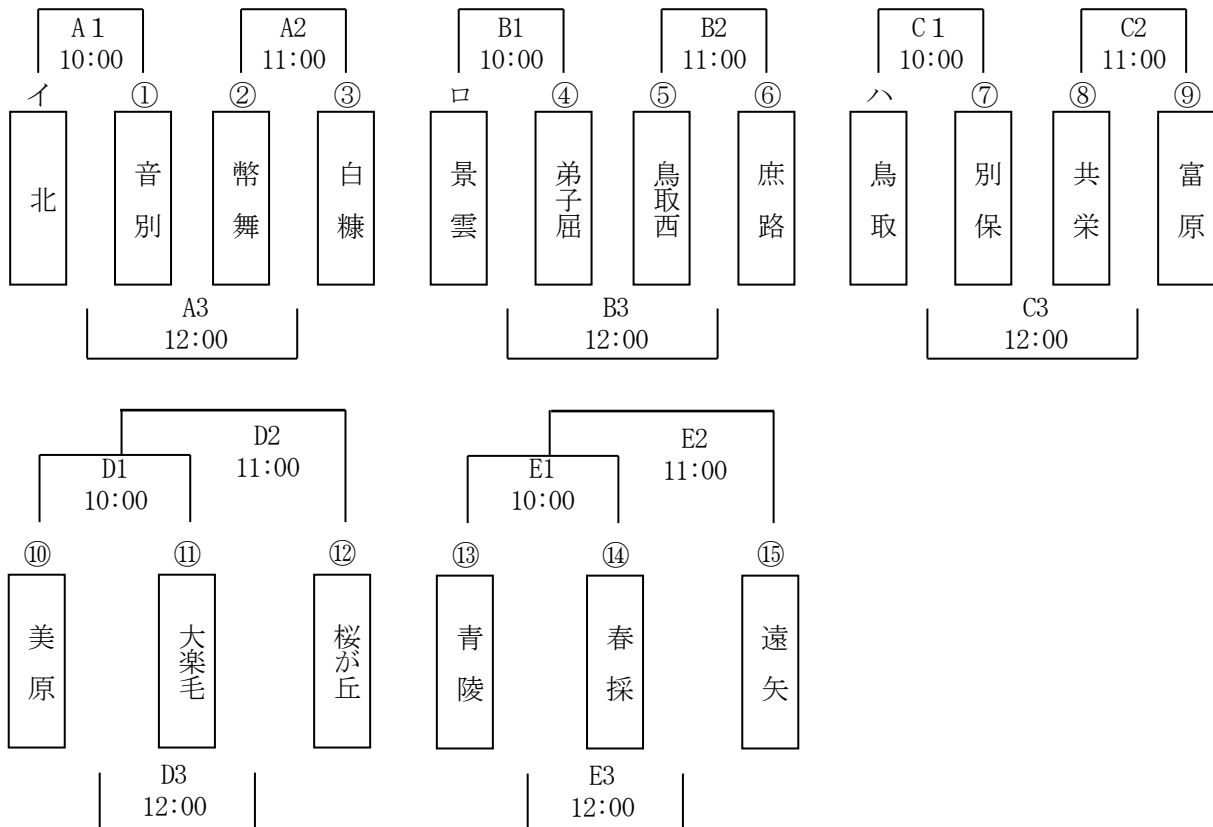 A１ A2 B1 B2 C１ C2
10:00 11:00 10:00 11:00 10:00 11:00
イ ① ② ③ ロ ④ ⑤ ⑥ ハ ⑦ ⑧ ⑨
北 音別 幣舞 白糠 景雲 弟子屈 鳥取西 庶路 鳥取 別保 共栄 富原
A3 B3 C3
12:00 12:00 12:00
D2 E2
11:00 11:00
D1 E1
10:00 10:00
⑩ ⑪ ⑫ ⑬ ⑭ ⑮
美原 大楽毛 桜が丘 青陵 春採 遠矢
D3 E3
12:00 12:00